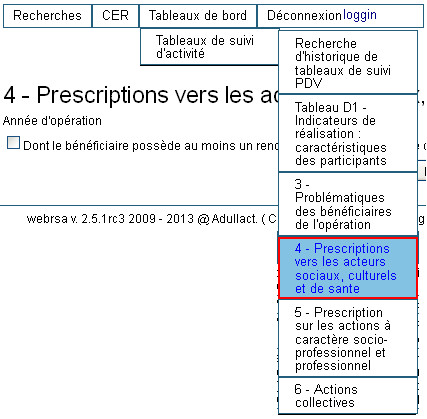 Recherches CER Tableaux de bord Déconnexion loggin
Tableaux de suivi
d'activité
Recherche
d'historique de
tableaux de suivi
PDV
Tableau D1 -
Indicateurs de
réalisation :
caractéristiques
des participants
3 -
Problématiques
des bénéficiaires
de l'opération
4 - Prescriptions
vers les acteurs
sociaux, culturels
et de sante
5 - Prescription
sur les actions à
caractère socio-
professionnel et
professionnel
6 - Actions
collectives
4 - Prescriptions vers les ac
Année d'opération
Dont le bénéficiaire possède au moins un
webrsa v. 2.5.1rc3 2009 - 2013 @ Adullact. ( C